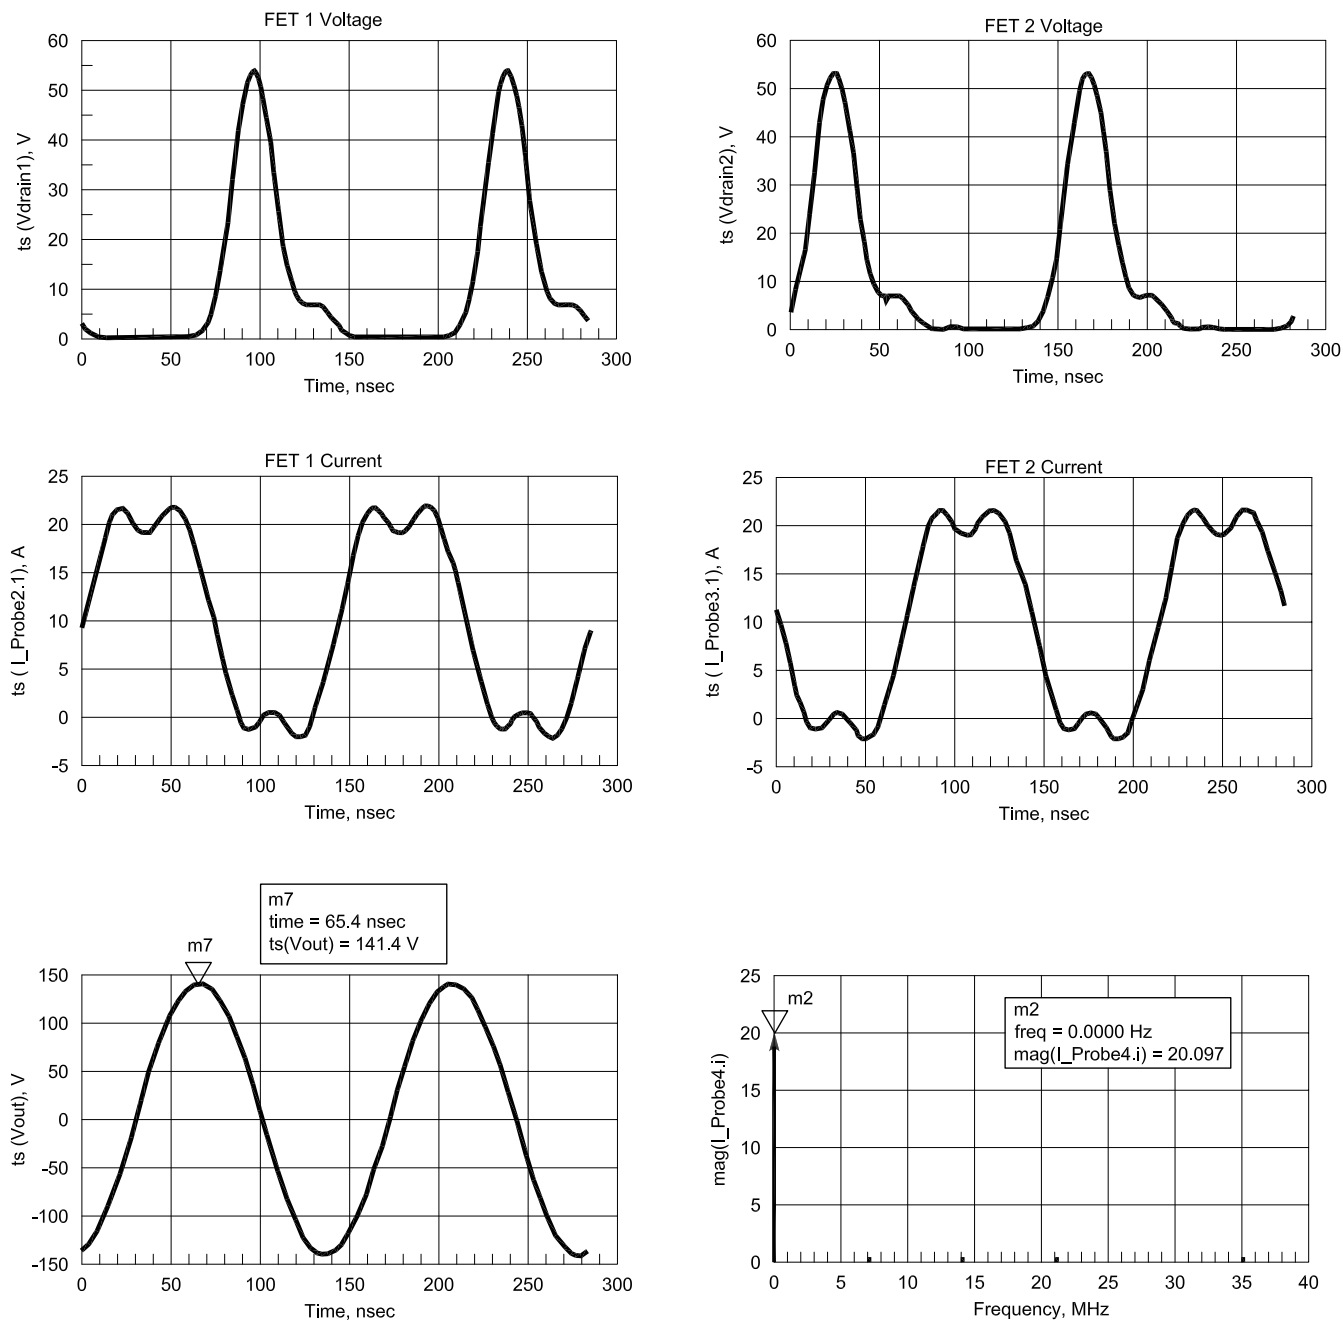 FET 1 Voltage
60
50
40
30
20
10
0
ts (Vdrain1), V
0 50 100 150 200 250 300
Time, nsec
FET 2 Voltage
60
50
40
30
20
10
0
ts (Vdrain2), V
0 50 100 150 200 250 300
Time, nsec
FET 1 Current
25
20
15
10
5
0
-5
ts ( I_Probe2.1), A
0 50 100 150 200 250 300
Time, nsec
FET 2 Current
25
20
15
10
5
0
-5
ts ( I_Probe3.1), A
0 50 100 150 200 250 300
Time, nsec
m7
time = 65.4 nsec
ts(Vout) = 141.4 V
m7
150
100
50
0
-50
-100
-150
ts (Vout), V
0 50 100 150 200 250 300
Time, nsec
25
20
15
10
5
0
mag(I_Probe4.i)
m2
m2
freq = 0.0000 Hz
mag(I_Probe4.i) = 20.097
0 5 10 15 20 25 30 35 40
Frequency, MHz